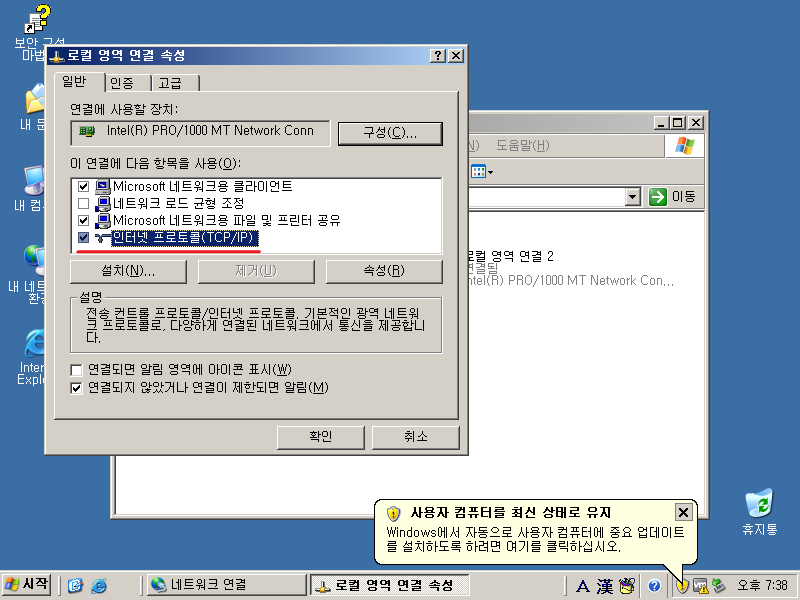 보안 구성
마법
내 문
내 컴
내 네트
환경
Inter
Explo
로컬 영역 연결 속성
일반
인증
고급
연결에 사용할 장치:
Intel(R) PRO/1000 MT Network Conn
구성(C)...
이 연결에 다음 항목을 사용(O):
Microsoft 네트워크용 클라이언트
네트워크 로드 균형 조정
Microsoft 네트워크용 파일 및 프린터 공유
인터넷 프로토콜(TCP/IP)
설치(N)...
제거(U)
속성(R)
설명
전송 컨트롤 프로토콜/인터넷 프로토콜. 기본적인 광역 네트워
크 프로토콜로, 다양하게 연결된 네트워크에서 통신을 제공합니
다.
연결되면 알림 영역에 아이콘 표시(W)
연결되지 않았거나 연결이 제한되면 알림(M)
확인
취소
N)
도움말(H)
이동
로컬 영역 연결 2
연결됨
Intel(R) PRO/1000 MT Network Con...
휴지통
사용자 컴퓨터를 최신 상태로 유지
Windows에서 자동으로 사용자 컴퓨터에 중요 업데이트
를 설치하도록 하려면 여기를 클릭하십시오.
시작
네트워크 연결
로컬 영역 연결 속성
A 漢
오후 7:38